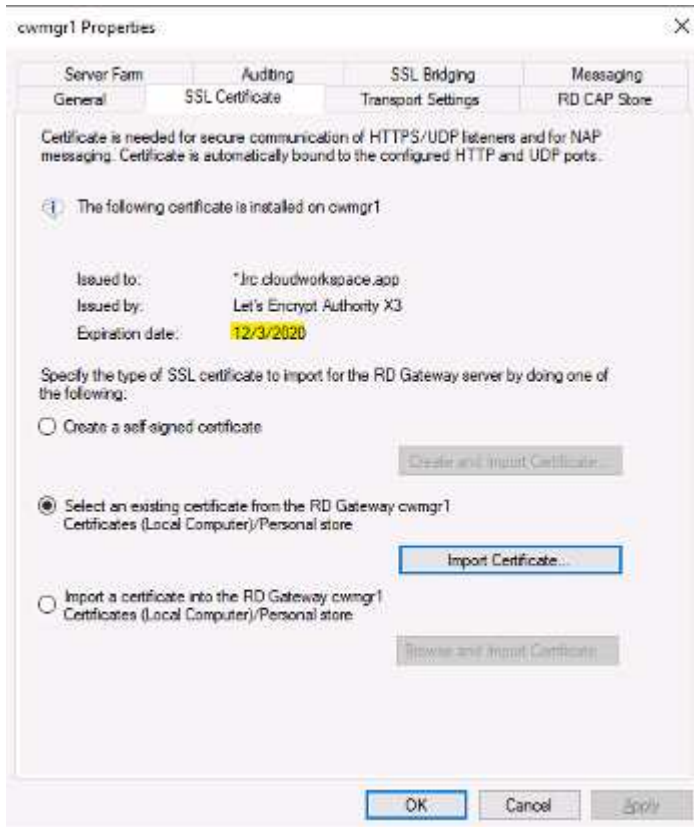 cwmgr1 Properties
Server Farm
Auditing
SSL Bridging
Messaging
General
SSL Certificate
Transport Settings
RD CAP Store
Certificate is needed for secure communication of HTTPS/UDP listeners and for NAP
messaging. Certificate is automatically bound to the configured HTTP and UDP ports.
The following certificate is installed on cwmgr1
Issued to: *.lrc.cloudworkspace.app
Issued by: Let's Encrypt Authority X3
Expiration date: 12/3/2020
Specify the type of SSL certificate to import for the RD Gateway server by doing one of
the following:
Create a self-signed certificate
Create and Import Certificate...
Select an existing certificate from the RD Gateway cwmgr1
Certificates (Local Computer)/Personal store
Import Certificate...
Import a certificate into the RD Gateway cwmgr1
Certificates (Local Computer)/Personal store
Browse and Import Certificate...
OK
Cancel
Apply